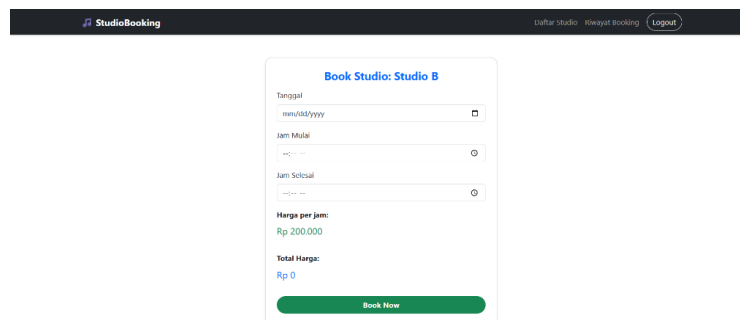 StudioBooking
Daftar Studio Riwayat Booking Logout
Book Studio: Studio B
Tanggal
mm/dd/yyyy
Jam Mulai
--:-- --
Jam Selesai
--:-- --
Harga per jam:
Rp 200.000
Total Harga:
Rp 0
Book Now